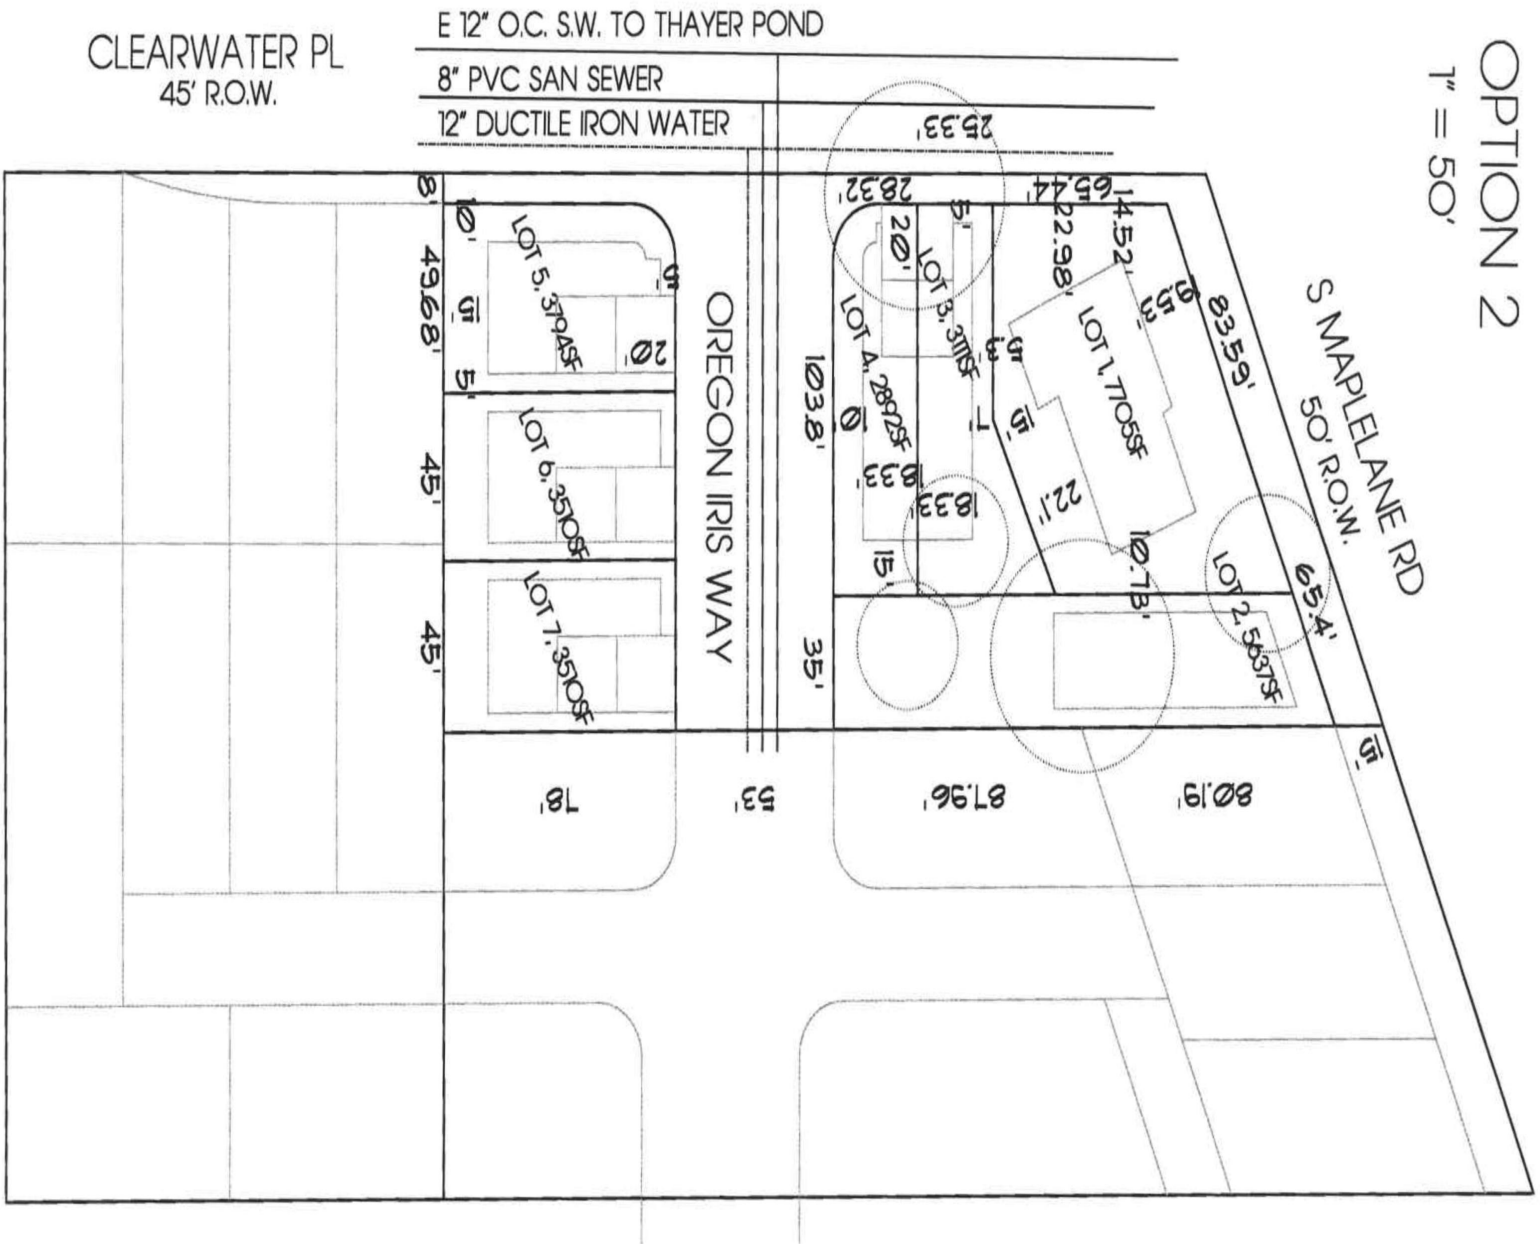 OPTION 2
1" = 50'
CLEARWATER PL
45' R.O.W.
E 12" O.C. S.W. TO THAYER POND
8" PVC SAN SEWER
12" DUCTILE IRON WATER
S MAPLELANE RD
50' R.O.W.
OREGON IRIS WAY
25.33'
28.32'
65.44'
14.52'
22.98'
83.59'
65.4'
8'
10'
49.68'
5'
45'
45'
20'
5'
20'
5'
103.8'
35'
8.33'
18.33'
15'
22.1'
10.73'
15'
15'
LOT 1, 7705SF
LOT 2, 5637SF
LOT 3, 3111SF
LOT 4, 2892SF
LOT 5, 3794SF
LOT 6, 3510SF
LOT 7, 3510SF
78'
53'
87.96'
80.19'